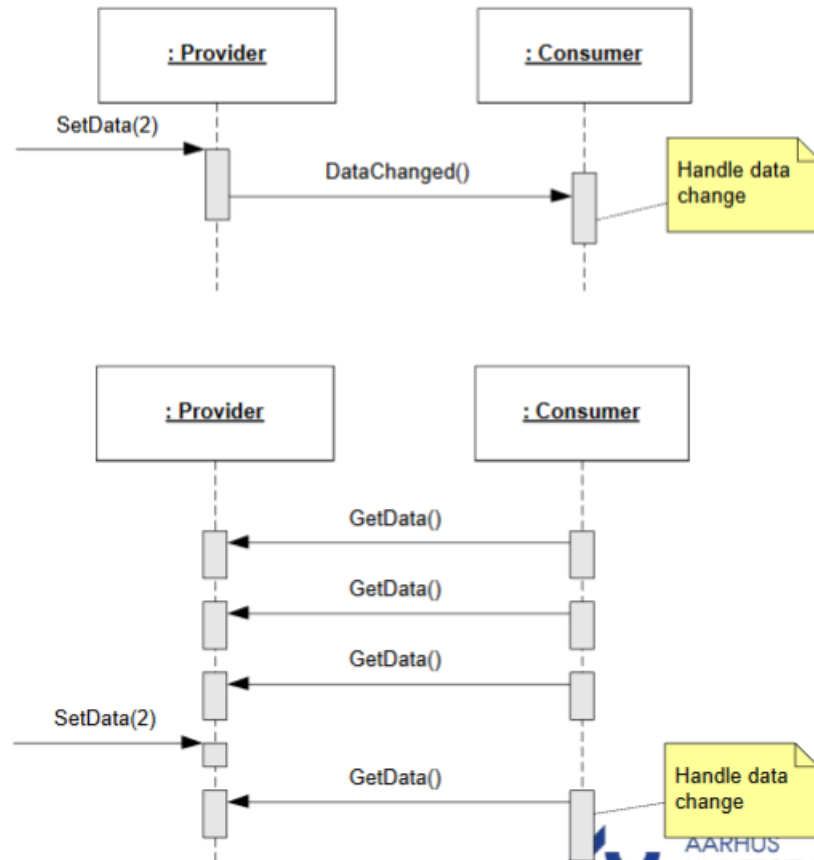 : Provider
: Consumer
SetData(2)
DataChanged()
Handle data
change
: Provider
: Consumer
GetData()
GetData()
GetData()
SetData(2)
GetData()
Handle data
change
AARHUS